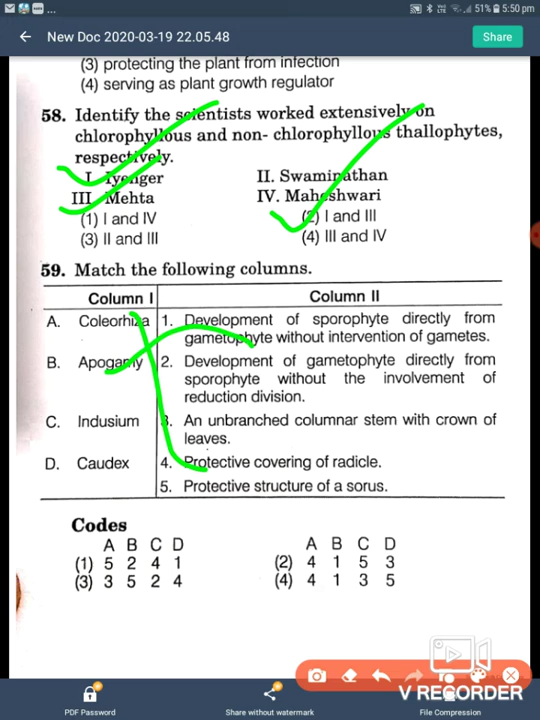 51% 5:50 pm
New Doc 2020-03-19 22.05.48
Share
(3) protecting the plant from infection
(4) serving as plant growth regulator
58. Identify the scientists worked extensively on
chlorophyllous and non- chlorophyllous thallophytes,
respectively.
I. Iyenger II. Swaminathan
III. Mehta IV. Maheshwari
(1) I and IV (2) I and III
(3) II and III (4) III and IV
59. Match the following columns.
Column I Column II
A. Coleorhiza 1. Development of sporophyte directly from
gametophyte without intervention of gametes.
B. Apogamy 2. Development of gametophyte directly from
sporophyte without the involvement of
reduction division.
C. Indusium 3. An unbranched columnar stem with crown of
leaves.
D. Caudex 4. Protective covering of radicle.
5. Protective structure of a sorus.
Codes
A B C D A B C D
(1) 5 2 4 1 (2) 4 1 5 3
(3) 3 5 2 4 (4) 4 1 3 5
V RECORDER
PDF Password Share without watermark File Compression